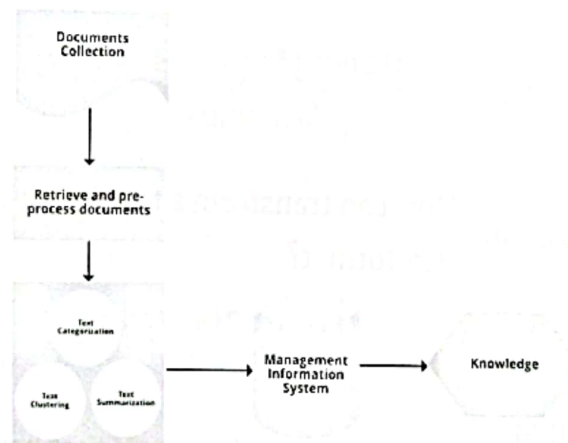 Documents
Collection
Retrieve and pre-
process documents
Text
Categorization
Text
Clustering
Text
Summarization
Management
Information
System
Knowledge